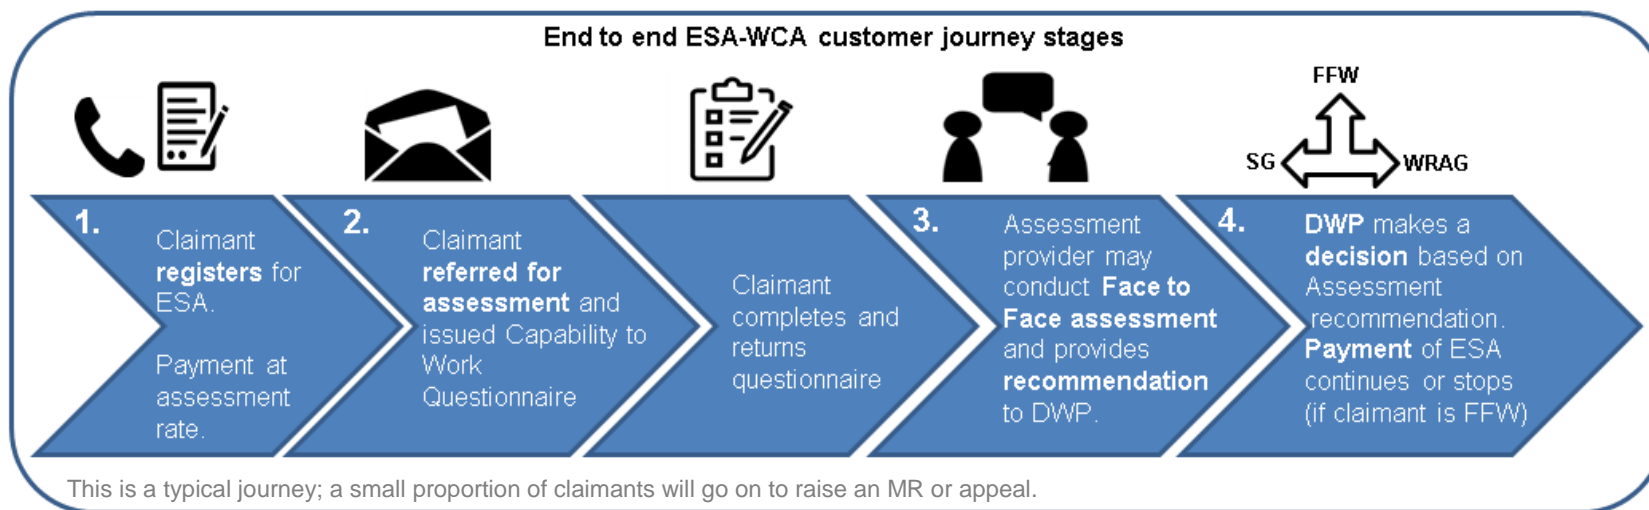 End to end ESA-WCA customer journey stages
FFW
SG
WRAG
1.
Claimant
registers for
ESA.
Payment at
assessment
rate.
2.
Claimant
referred for
assessment and
issued Capability to
Work
Questionnaire
Claimant
completes and
returns
questionnaire
3.
Assessment
provider may
conduct Face to
Face assessment
and provides
recommendation
to DWP.
4.
DWP makes a
decision based on
Assessment
recommendation.
Payment of ESA
continues or stops
(if claimant is FFW)
This is a typical journey; a small proportion of claimants will go on to raise an MR or appeal.